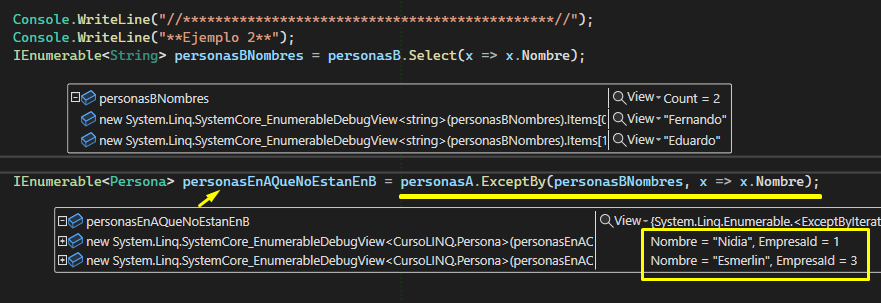 Console.WriteLine("//*********************************************//");
Console.WriteLine("**Ejemplo 2**");
IEnumerable<String> personasBNombres = personasB.Select(x => x.Nombre);
personasBNombres View Count = 2
new System.Linq.SystemCore_EnumerableDebugView<string>(personasBNombres).Items[0 View "Fernando"
new System.Linq.SystemCore_EnumerableDebugView<string>(personasBNombres).Items[1 View "Eduardo"
IEnumerable<Persona> personasEnAQueNoEstanEnB = personasA.ExceptBy(personasBNombres, x => x.Nombre);
personasEnAQueNoEstanEnB View {System.Linq.Enumerable.<ExceptByIterat
new System.Linq.SystemCore_EnumerableDebugView<CursoLINQ.Persona>(personasEnAC Nombre = "Nidia", EmpresaId = 1
new System.Linq.SystemCore_EnumerableDebugView<CursoLINQ.Persona>(personasEnAC Nombre = "Esmerlin", EmpresaId = 3